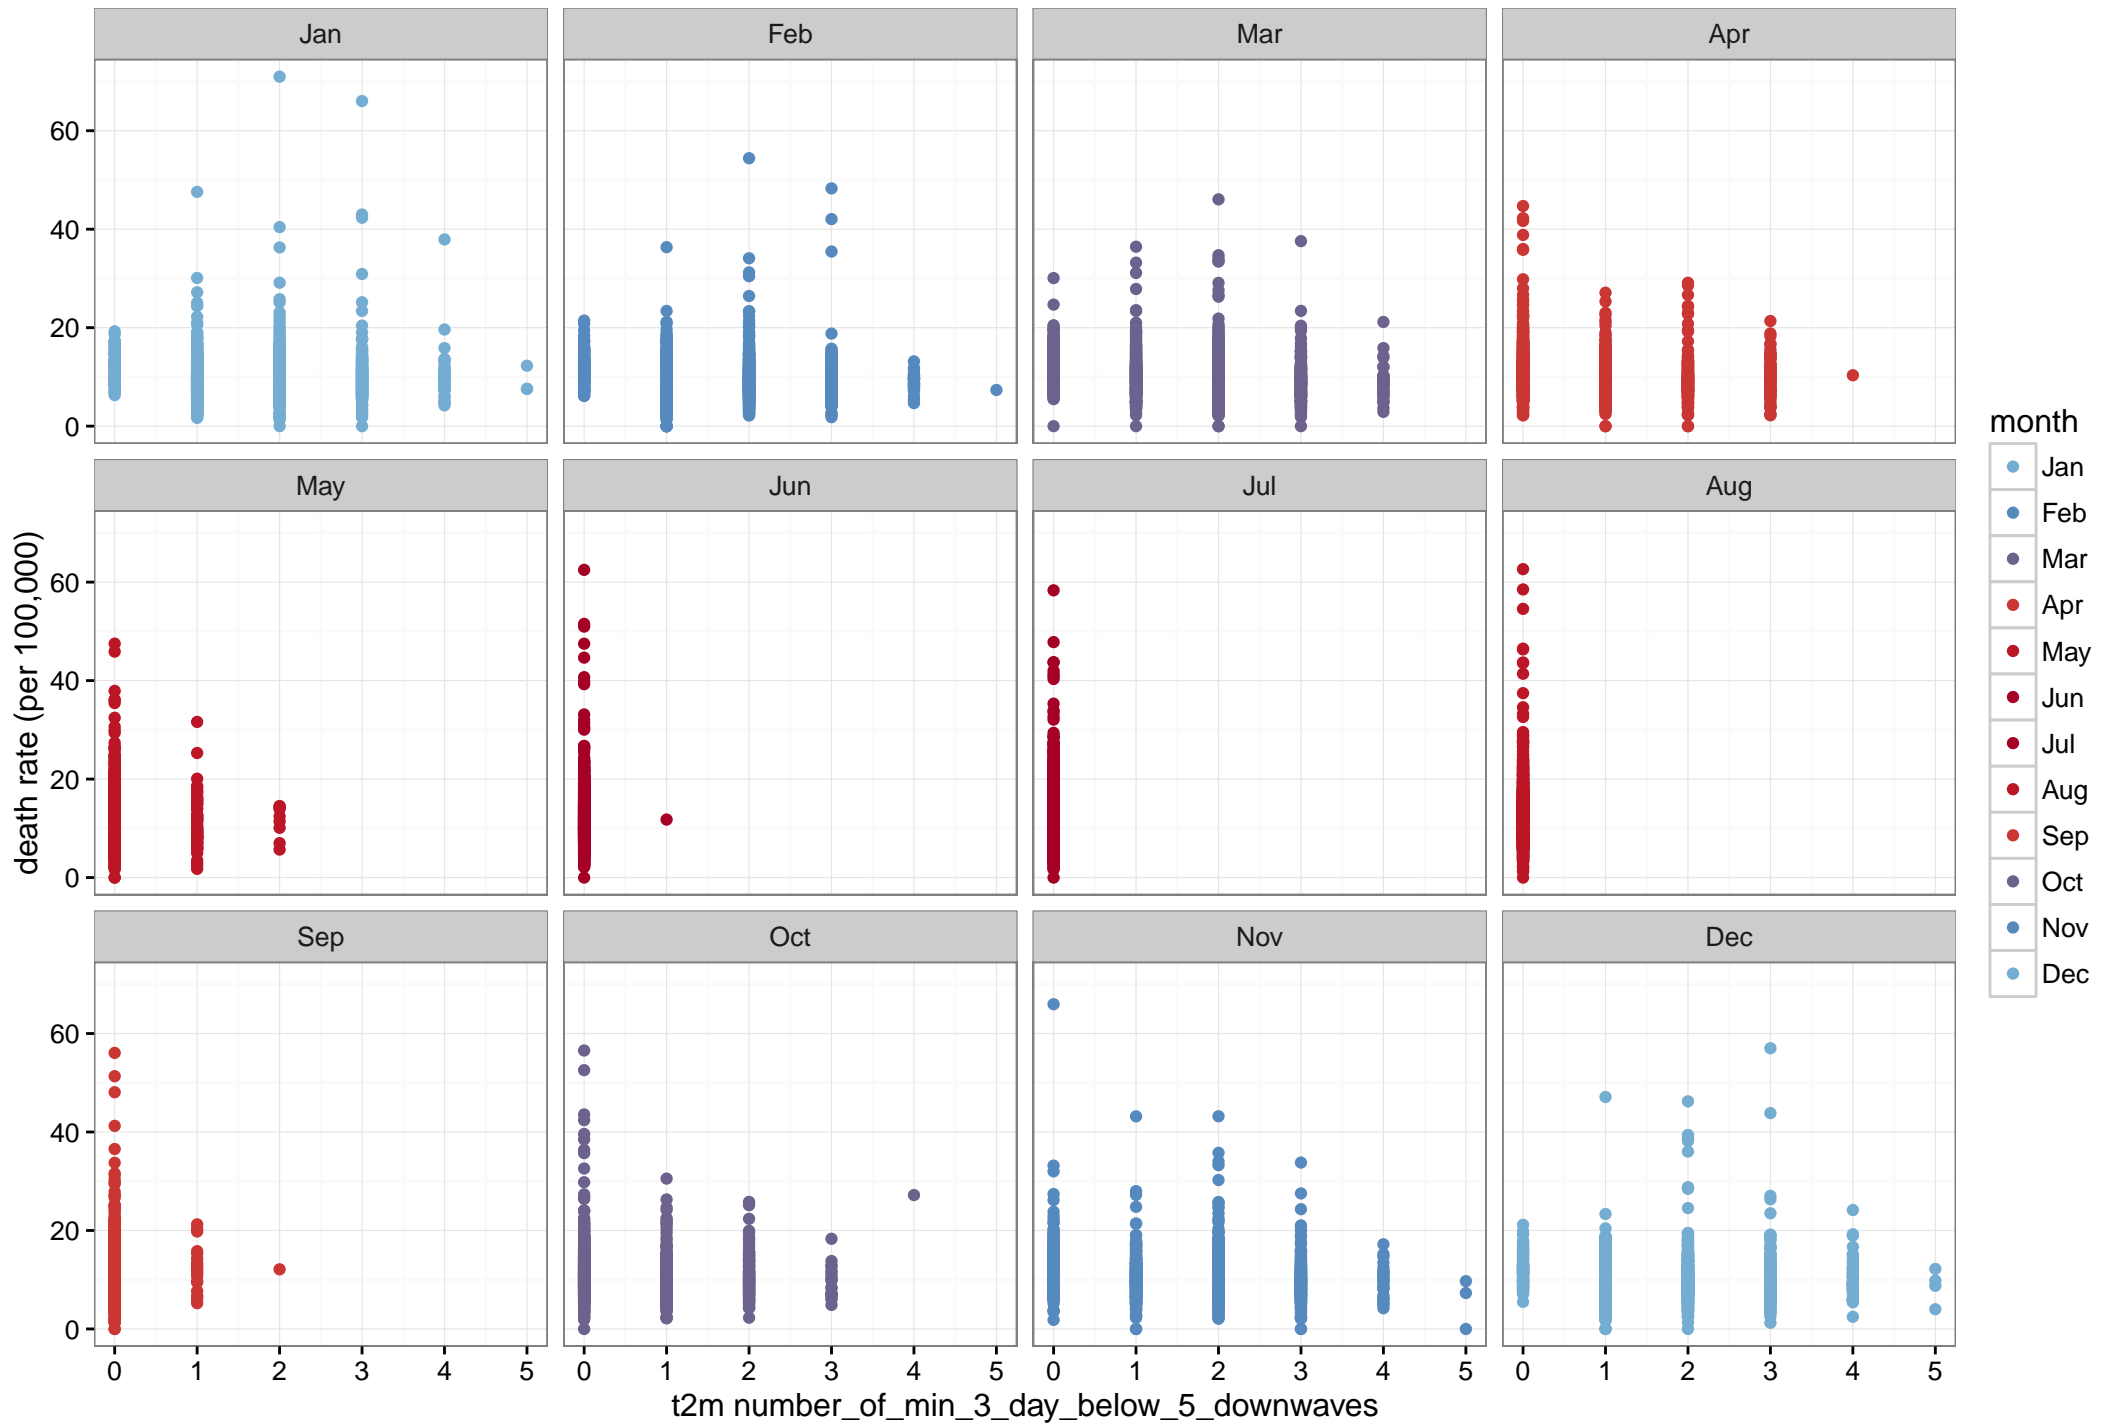 Jan Feb Mar Apr
60
40
20
0
May Jun Jul Aug
60
40
20
0
Sep Oct Nov Dec
60
40
20
0
0 1 2 3 4 5 0 1 2 3 4 5 0 1 2 3 4 5 0 1 2 3 4 5
t2m number_of_min_3_day_below_5_downwaves
death rate (per 100,000)
month
Jan
Feb
Mar
Apr
May
Jun
Jul
Aug
Sep
Oct
Nov
Dec